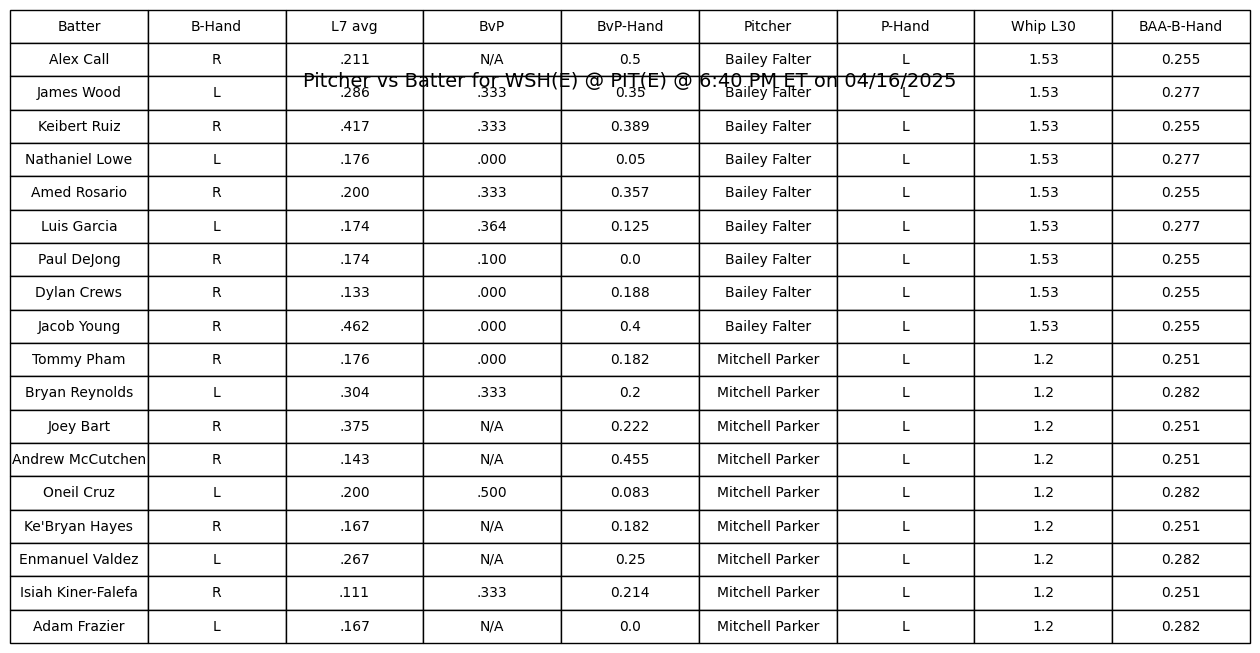 Batter B-Hand L7 avg BvP BvP-Hand Pitcher P-Hand Whip L30 BAA-B-Hand
Alex Call R .211 N/A 0.5 Bailey Falter L 1.53 0.255
Pitcher vs Batter for WSH(E) @ PIT(E) @ 6:40 PM ET on 04/16/2025
James Wood L .286 .333 0.35 Bailey Falter L 1.53 0.277
Keibert Ruiz R .417 .333 0.389 Bailey Falter L 1.53 0.255
Nathaniel Lowe L .176 .000 0.05 Bailey Falter L 1.53 0.277
Amed Rosario R .200 .333 0.357 Bailey Falter L 1.53 0.255
Luis Garcia L .174 .364 0.125 Bailey Falter L 1.53 0.277
Paul DeJong R .174 .100 0.0 Bailey Falter L 1.53 0.255
Dylan Crews R .133 .000 0.188 Bailey Falter L 1.53 0.255
Jacob Young R .462 .000 0.4 Bailey Falter L 1.53 0.255
Tommy Pham R .176 .000 0.182 Mitchell Parker L 1.2 0.251
Bryan Reynolds L .304 .333 0.2 Mitchell Parker L 1.2 0.282
Joey Bart R .375 N/A 0.222 Mitchell Parker L 1.2 0.251
Andrew McCutchen R .143 N/A 0.455 Mitchell Parker L 1.2 0.251
Oneil Cruz L .200 .500 0.083 Mitchell Parker L 1.2 0.282
Ke'Bryan Hayes R .167 N/A 0.182 Mitchell Parker L 1.2 0.251
Enmanuel Valdez L .267 N/A 0.25 Mitchell Parker L 1.2 0.282
Isiah Kiner-Falefa R .111 .333 0.214 Mitchell Parker L 1.2 0.251
Adam Frazier L .167 N/A 0.0 Mitchell Parker L 1.2 0.282